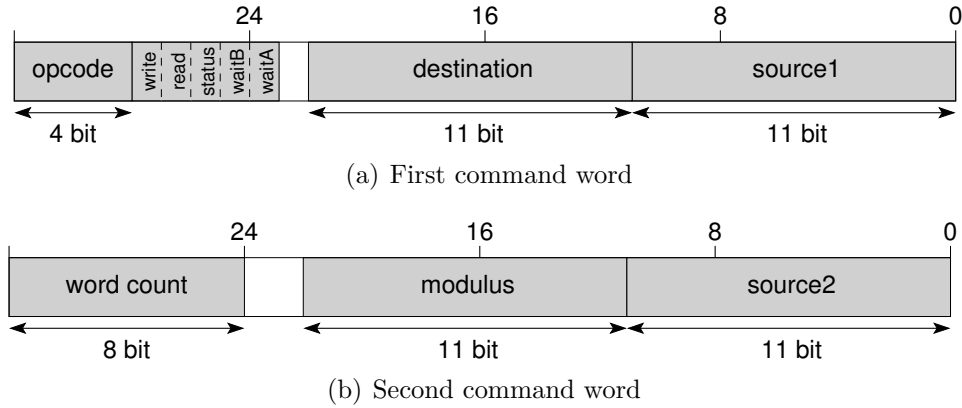 24 16 8 0
opcode write read status waitB waitA destination source1
4 bit 11 bit 11 bit
(a) First command word
24 16 8 0
word count modulus source2
8 bit 11 bit 11 bit
(b) Second command word